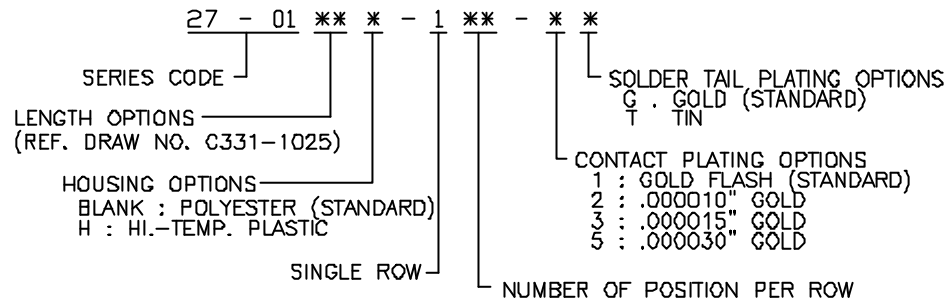 27 - 01 ** * - 1 ** - * *
SERIES CODE
SOLDER TAIL PLATING OPTIONS
G . GOLD (STANDARD)
T TIN
LENGTH OPTIONS
(REF. DRAW NO. C331-1025)
CONTACT PLATING OPTIONS
1 : GOLD FLASH (STANDARD)
2 : .000010" GOLD
3 : .000015" GOLD
5 : .000030" GOLD
HOUSING OPTIONS
BLANK : POLYESTER (STANDARD)
H : HI.-TEMP. PLASTIC
SINGLE ROW
NUMBER OF POSITION PER ROW